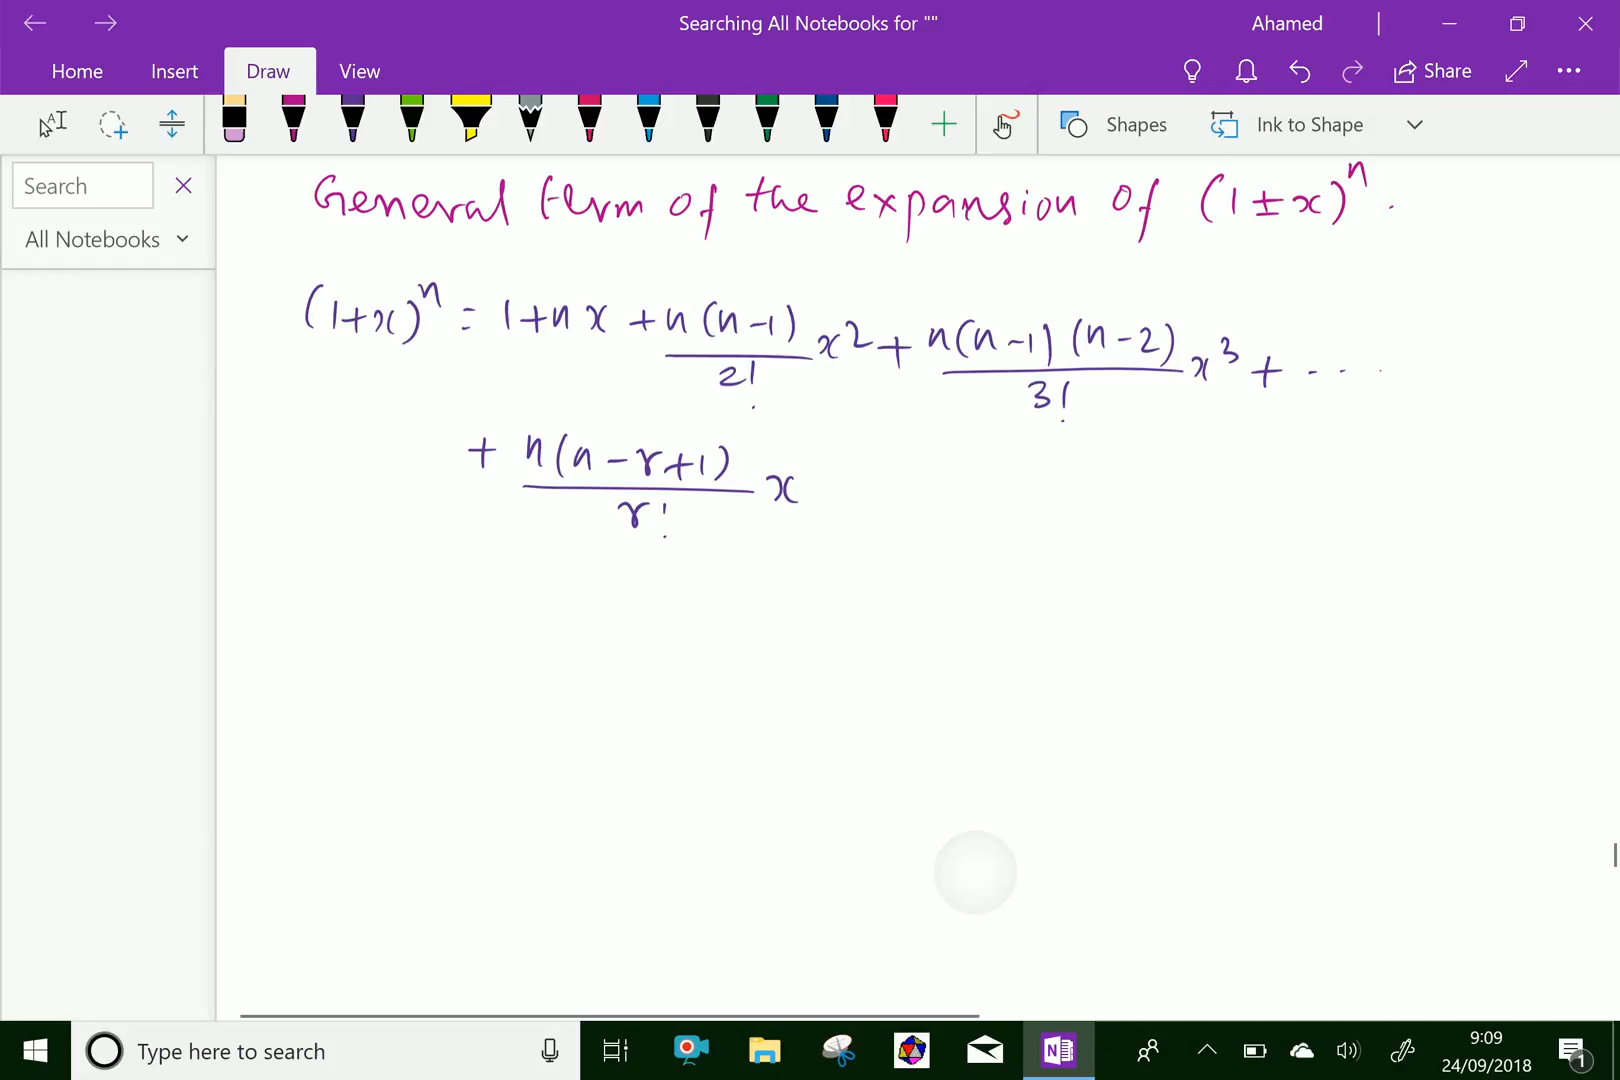 Searching All Notebooks for ""
Ahamed
Home Insert Draw View
Share
Shapes
Ink to Shape
Search
All Notebooks
General term of the expansion of (1±x)^n.
(1+x)^n = 1+nx + n(n-1)/2! x^2 + n(n-1)(n-2)/3! x^3 + ....
+ n(n-r+1)/r! x
Type here to search
9:09
24/09/2018
1